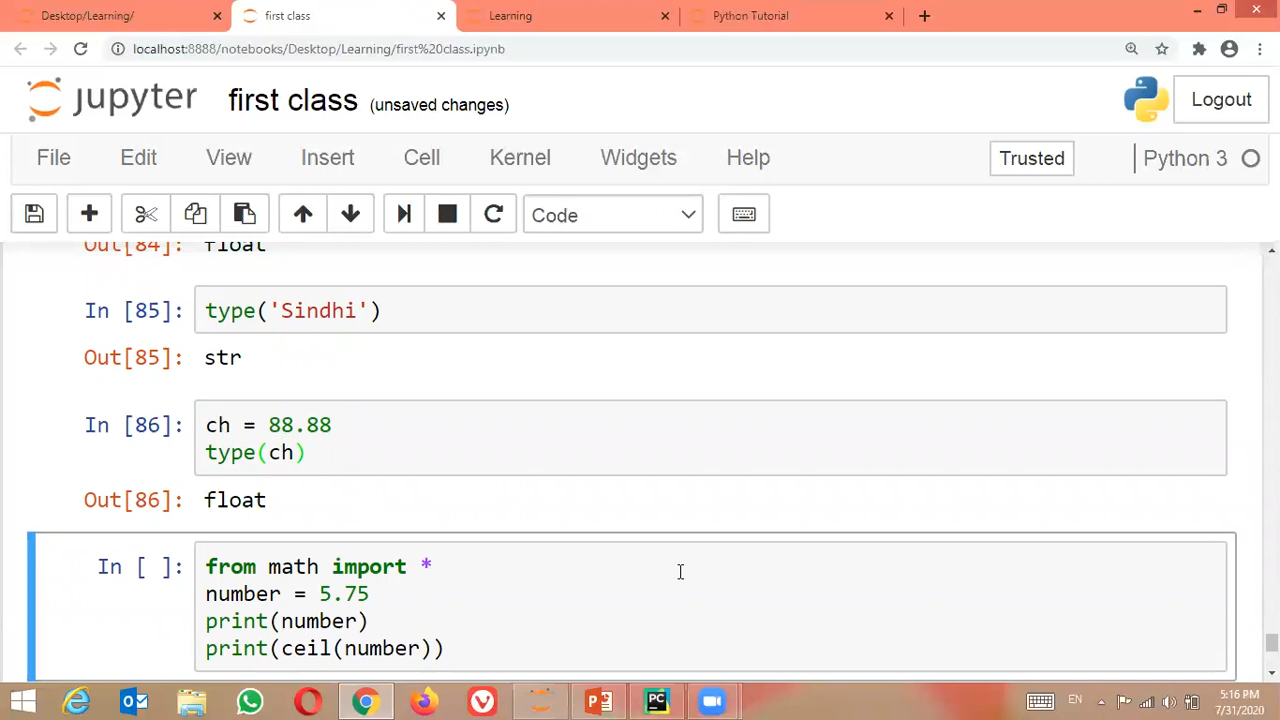 Desktop/Learning/
first class
Learning
Python Tutorial
localhost:8888/notebooks/Desktop/Learning/first%20class.ipynb
jupyter first class (unsaved changes) Logout
File Edit View Insert Cell Kernel Widgets Help Trusted Python 3
Code
Out[84]: float
In [85]: type('Sindhi')
Out[85]: str
In [86]: ch = 88.88
type(ch)
Out[86]: float
In [ ]: from math import *
number = 5.75
print(number)
print(ceil(number))
EN
5:16 PM
7/31/2020